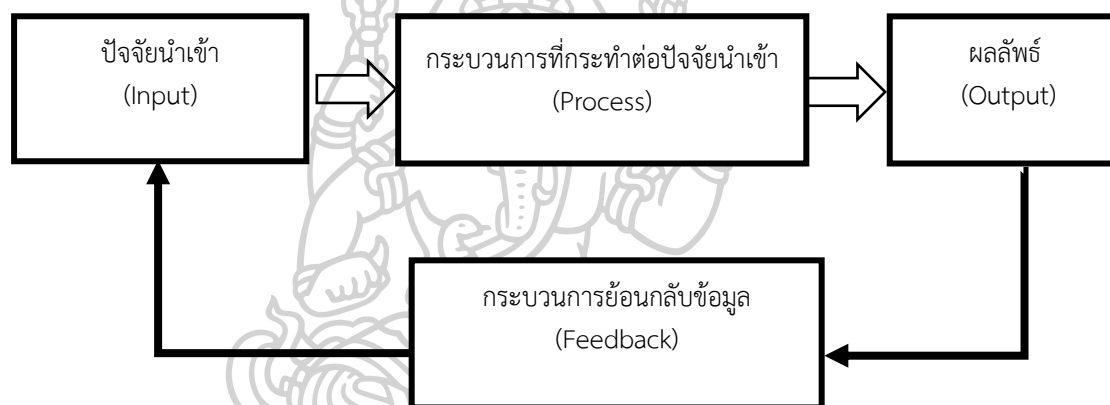 ปัจจัยนำเข้า
(Input)
กระบวนการที่กระทำต่อปัจจัยนำเข้า
(Process)
ผลลัพธ์
(Output)
กระบวนการย้อนกลับข้อมูล
(Feedback)